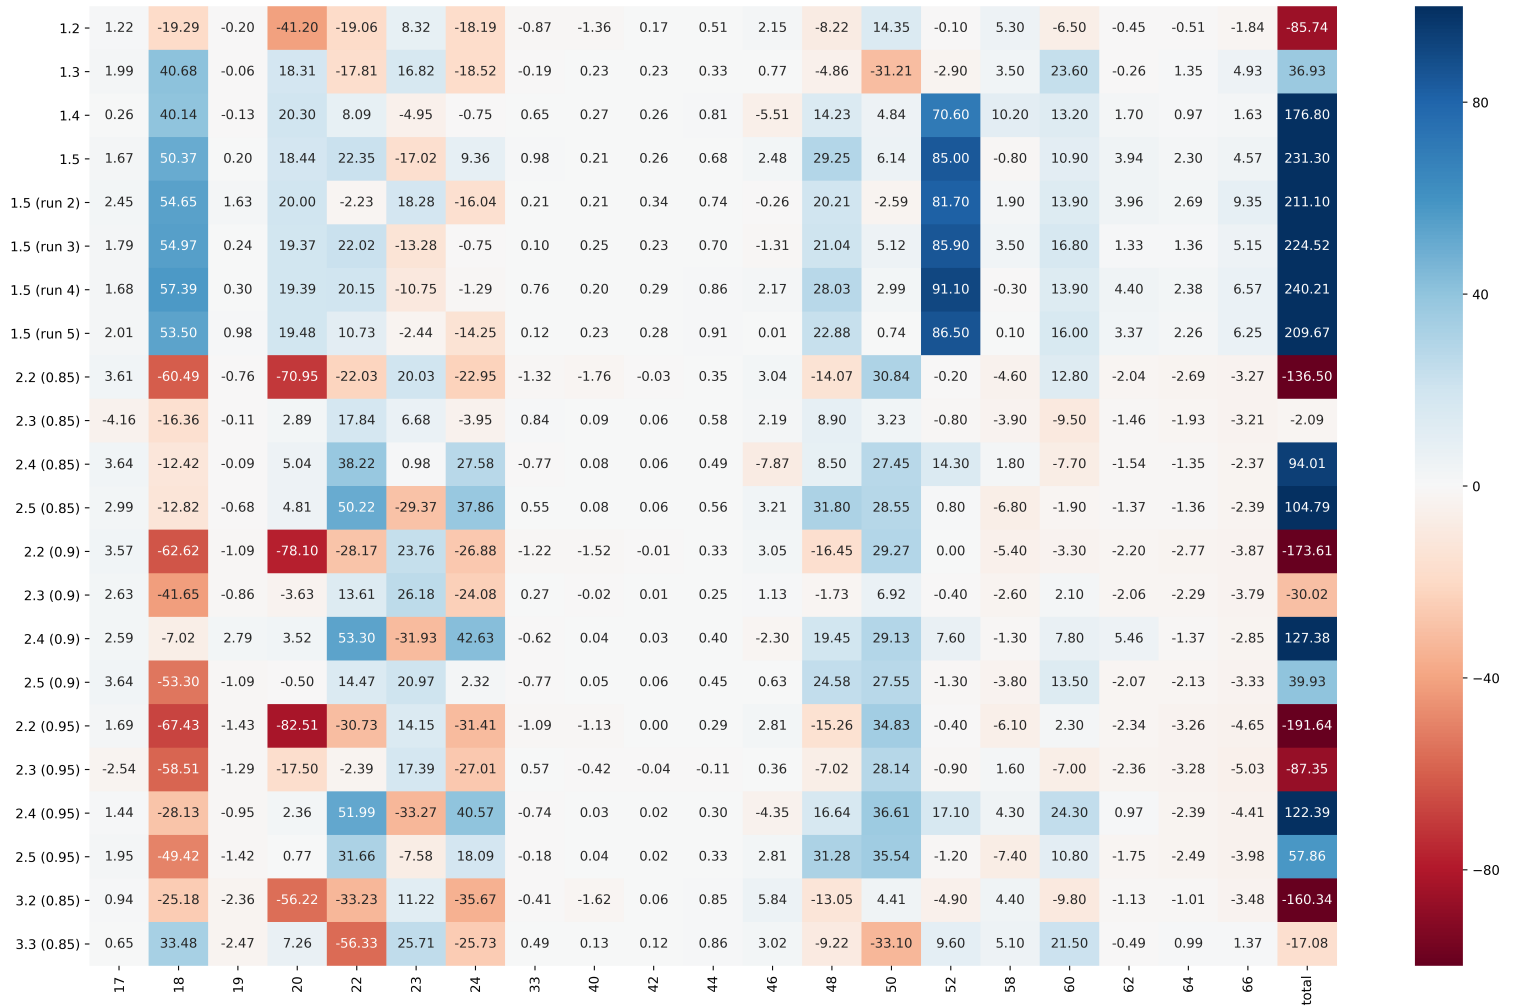 1.2 1.22 -19.29 -0.20 -41.20 -19.06 8.32 -18.19 -0.87 -1.36 0.17 0.51 2.15 -8.22 14.35 -0.10 5.30 -6.50 -0.45 -0.51 -1.84 -85.74
1.3 1.99 40.68 -0.06 18.31 -17.81 16.82 -18.52 -0.19 0.23 0.23 0.33 0.77 -4.86 -31.21 -2.90 3.50 23.60 -0.26 1.35 4.93 36.93
1.4 0.26 40.14 -0.13 20.30 8.09 -4.95 -0.75 0.65 0.27 0.26 0.81 -5.51 14.23 4.84 70.60 10.20 13.20 1.70 0.97 1.63 176.80
1.5 1.67 50.37 0.20 18.44 22.35 -17.02 9.36 0.98 0.21 0.26 0.68 2.48 29.25 6.14 85.00 -0.80 10.90 3.94 2.30 4.57 231.30
1.5 (run 2) 2.45 54.65 1.63 20.00 -2.23 18.28 -16.04 0.21 0.21 0.34 0.74 -0.26 20.21 -2.59 81.70 1.90 13.90 3.96 2.69 9.35 211.10
1.5 (run 3) 1.79 54.97 0.24 19.37 22.02 -13.28 -0.75 0.10 0.25 0.23 0.70 -1.31 21.04 5.12 85.90 3.50 16.80 1.33 1.36 5.15 224.52
1.5 (run 4) 1.68 57.39 0.30 19.39 20.15 -10.75 -1.29 0.76 0.20 0.29 0.86 2.17 28.03 2.99 91.10 -0.30 13.90 4.40 2.38 6.57 240.21
1.5 (run 5) 2.01 53.50 0.98 19.48 10.73 -2.44 -14.25 0.12 0.23 0.28 0.91 0.01 22.88 0.74 86.50 0.10 16.00 3.37 2.26 6.25 209.67
2.2 (0.85) 3.61 -60.49 -0.76 -70.95 -22.03 20.03 -22.95 -1.32 -1.76 -0.03 0.35 3.04 -14.07 30.84 -0.20 -4.60 12.80 -2.04 -2.69 -3.27 -136.50
2.3 (0.85) -4.16 -16.36 -0.11 2.89 17.84 6.68 -3.95 0.84 0.09 0.06 0.58 2.19 8.90 3.23 -0.80 -3.90 -9.50 -1.46 -1.93 -3.21 -2.09
2.4 (0.85) 3.64 -12.42 -0.09 5.04 38.22 0.98 27.58 -0.77 0.08 0.06 0.49 -7.87 8.50 27.45 14.30 1.80 -7.70 -1.54 -1.35 -2.37 94.01
2.5 (0.85) 2.99 -12.82 -0.68 4.81 50.22 -29.37 37.86 0.55 0.08 0.06 0.56 3.21 31.80 28.55 0.80 -6.80 -1.90 -1.37 -1.36 -2.39 104.79
2.2 (0.9) 3.57 -62.62 -1.09 -78.10 -28.17 23.76 -26.88 -1.22 -1.52 -0.01 0.33 3.05 -16.45 29.27 0.00 -5.40 -3.30 -2.20 -2.77 -3.87 -173.61
2.3 (0.9) 2.63 -41.65 -0.86 -3.63 13.61 26.18 -24.08 0.27 -0.02 0.01 0.25 1.13 -1.73 6.92 -0.40 -2.60 2.10 -2.06 -2.29 -3.79 -30.02
2.4 (0.9) 2.59 -7.02 2.79 3.52 53.30 -31.93 42.63 -0.62 0.04 0.03 0.40 -2.30 19.45 29.13 7.60 -1.30 7.80 5.46 -1.37 -2.85 127.38
2.5 (0.9) 3.64 -53.30 -1.09 -0.50 14.47 20.97 2.32 -0.77 0.05 0.06 0.45 0.63 24.58 27.55 -1.30 -3.80 13.50 -2.07 -2.13 -3.33 39.93
2.2 (0.95) 1.69 -67.43 -1.43 -82.51 -30.73 14.15 -31.41 -1.09 -1.13 0.00 0.29 2.81 -15.26 34.83 -0.40 -6.10 2.30 -2.34 -3.26 -4.65 -191.64
2.3 (0.95) -2.54 -58.51 -1.29 -17.50 -2.39 17.39 -27.01 0.57 -0.42 -0.04 -0.11 0.36 -7.02 28.14 -0.90 1.60 -7.00 -2.36 -3.28 -5.03 -87.35
2.4 (0.95) 1.44 -28.13 -0.95 2.36 51.99 -33.27 40.57 -0.74 0.03 0.02 0.30 -4.35 16.64 36.61 17.10 4.30 24.30 0.97 -2.39 -4.41 122.39
2.5 (0.95) 1.95 -49.42 -1.42 0.77 31.66 -7.58 18.09 -0.18 0.04 0.02 0.33 2.81 31.28 35.54 -1.20 -7.40 10.80 -1.75 -2.49 -3.98 57.86
3.2 (0.85) 0.94 -25.18 -2.36 -56.22 -33.23 11.22 -35.67 -0.41 -1.62 0.06 0.85 5.84 -13.05 4.41 -4.90 4.40 -9.80 -1.13 -1.01 -3.48 -160.34
3.3 (0.85) 0.65 33.48 -2.47 7.26 -56.33 25.71 -25.73 0.49 0.13 0.12 0.86 3.02 -9.22 -33.10 9.60 5.10 21.50 -0.49 0.99 1.37 -17.08
17 18 19 20 22 23 24 33 40 42 44 46 48 50 52 58 60 62 64 66 total
80
40
0
−40
−80